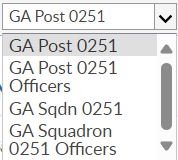 GA Post 0251
GA Post 0251
GA Post 0251
Officers
GA Sqdn 0251
GA Squadron
0251 Officers